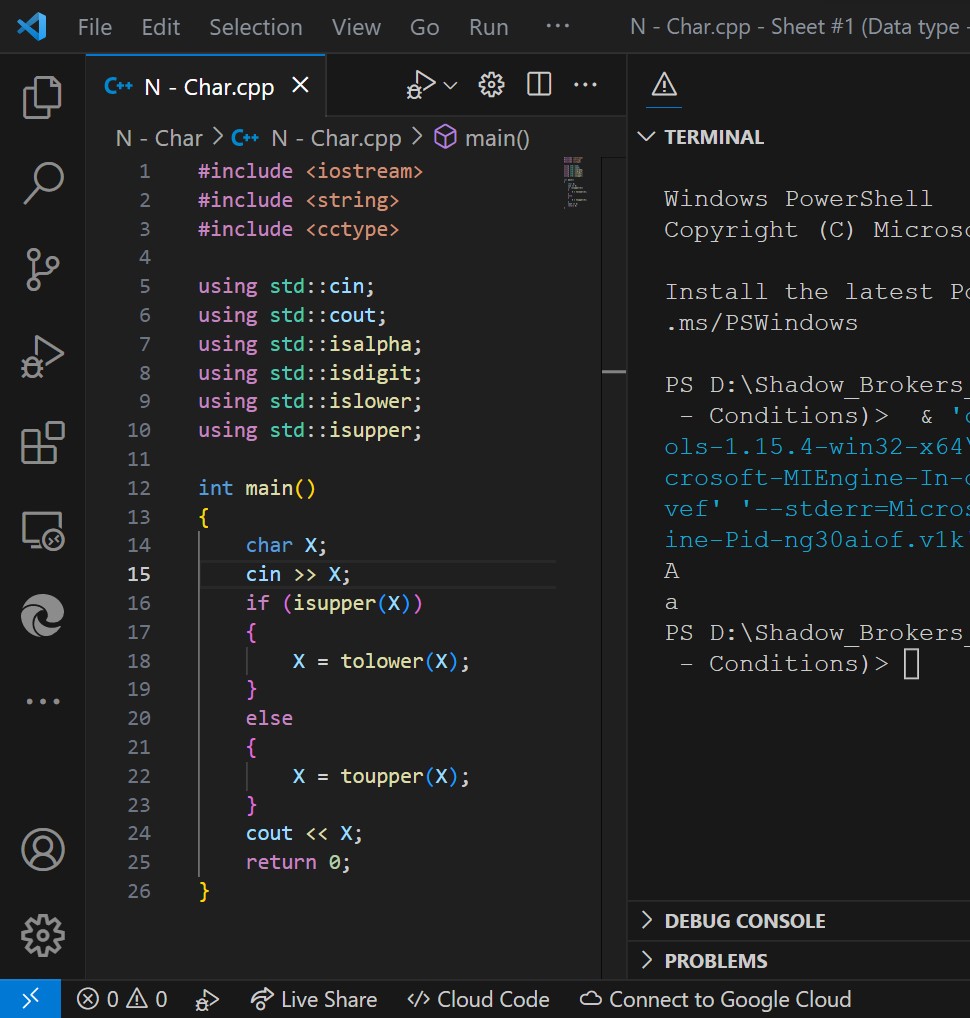 File Edit Selection View Go Run ··· N - Char.cpp - Sheet #1 (Data type -
C++ N - Char.cpp
N - Char > C++ N - Char.cpp > main()
1 #include <iostream>
2 #include <string>
3 #include <cctype>
4
5 using std::cin;
6 using std::cout;
7 using std::isalpha;
8 using std::isdigit;
9 using std::islower;
10 using std::isupper;
11
12 int main()
13 {
14 char X;
15 cin >> X;
16 if (isupper(X))
17 {
18 X = tolower(X);
19 }
20 else
21 {
22 X = toupper(X);
23 }
24 cout << X;
25 return 0;
26 }
TERMINAL
Windows PowerShell
Copyright (C) Microso
Install the latest Po
.ms/PSWindows
PS D:\Shadow_Brokers_
- Conditions)> & 'c
ols-1.15.4-win32-x64\
crosoft-MIEngine-In-c
vef' '--stderr=Micros
ine-Pid-ng30aiof.v1k
A
a
PS D:\Shadow_Brokers_
- Conditions)>
DEBUG CONSOLE
PROBLEMS
0 0 Live Share Cloud Code Connect to Google Cloud